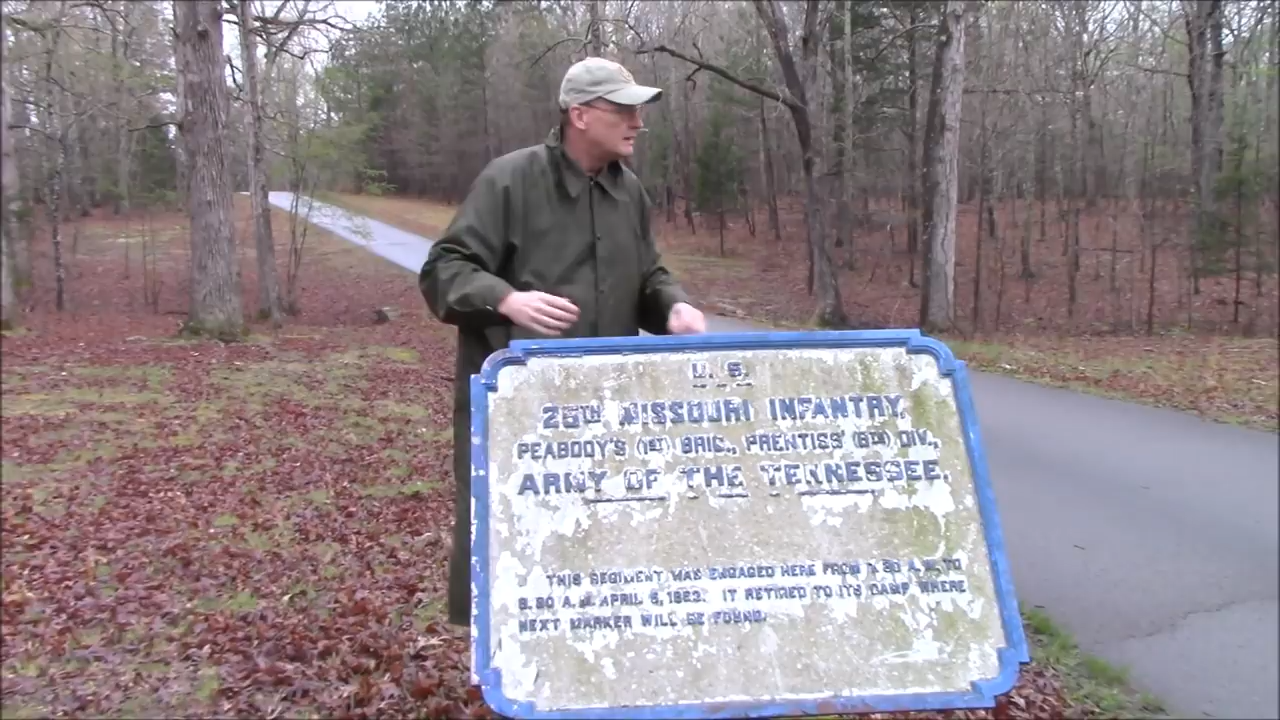 U. S.
25TH MISSOURI INFANTRY,
PEABODY'S (1ST) BRIG., PRENTISS' (6TH) DIV.,
ARMY OF THE TENNESSEE.
THIS REGIMENT WAS ENGAGED HERE FROM 7.30 A.M. TO
8.30 A.M. APRIL 6, 1862. IT RETIRED TO ITS CAMP WHERE
NEXT MARKER WILL BE FOUND.